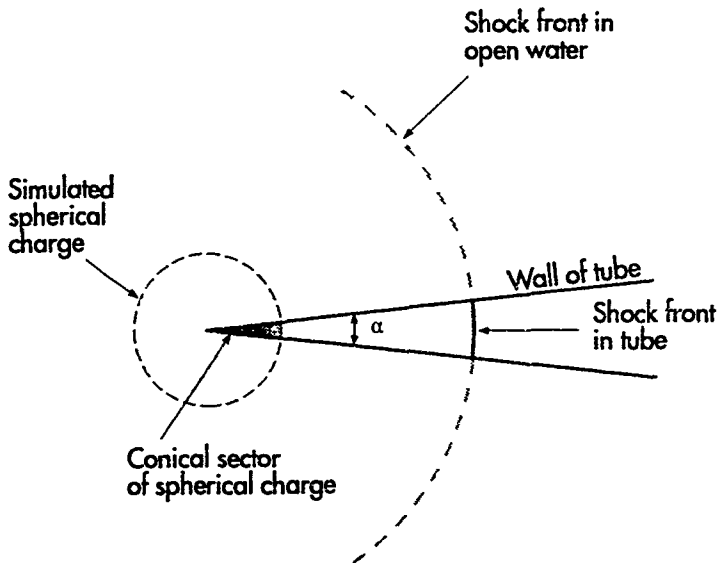 Shock front in
open water
Simulated
spherical
charge
Wall of tube
α
Shock front
in tube
Conical sector
of spherical charge